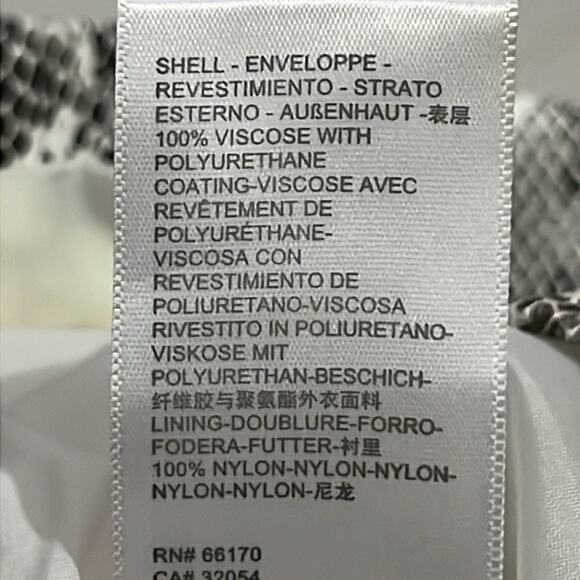 SHELL - ENVELOPPE -
REVESTIMIENTO - STRATO
ESTERNO - AUßENHAUT -表层
100% VISCOSE WITH
POLYURETHANE
COATING-VISCOSE AVEC
REVÊTEMENT DE
POLYURÉTHANE-
VISCOSA CON
REVESTIMIENTO DE
POLIURETANO-VISCOSA
RIVESTITO IN POLIURETANO-
VISKOSE MIT
POLYURETHAN-BESCHICH-
纤维胶与聚氨酯外衣面料
LINING-DOUBLURE-FORRO-
FODERA-FUTTER-衬里
100% NYLON-NYLON-NYLON-
NYLON-NYLON-尼龙
RN# 66170
CA# 32054